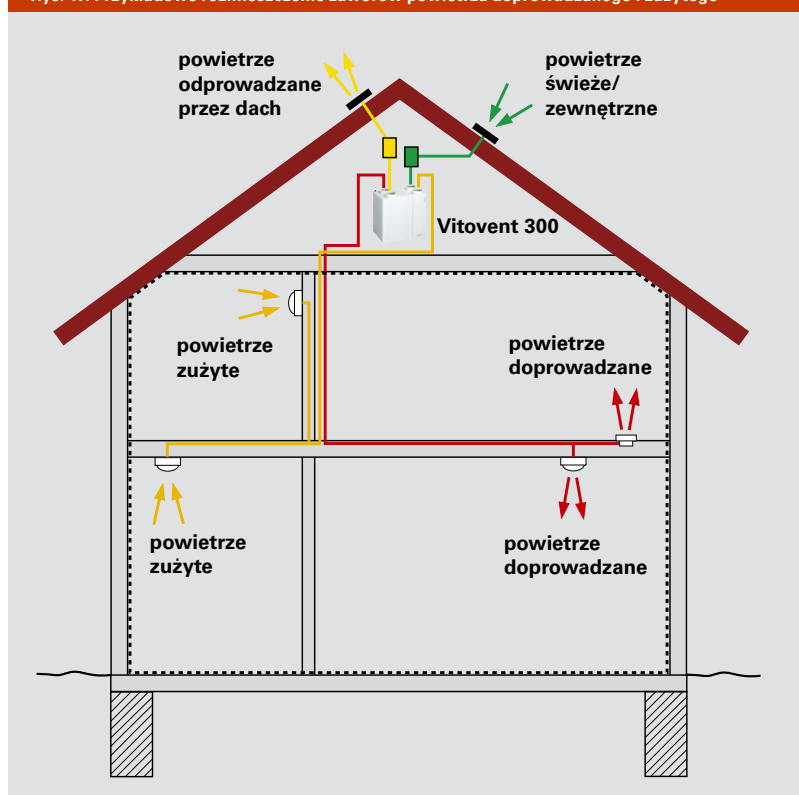 powietrze
odprowadzane
przez dach
powietrze
świeże/
zewnętrzne
Vitovent 300
powietrze
zużyte
powietrze
doprowadzane
powietrze
zużyte
powietrze
doprowadzane